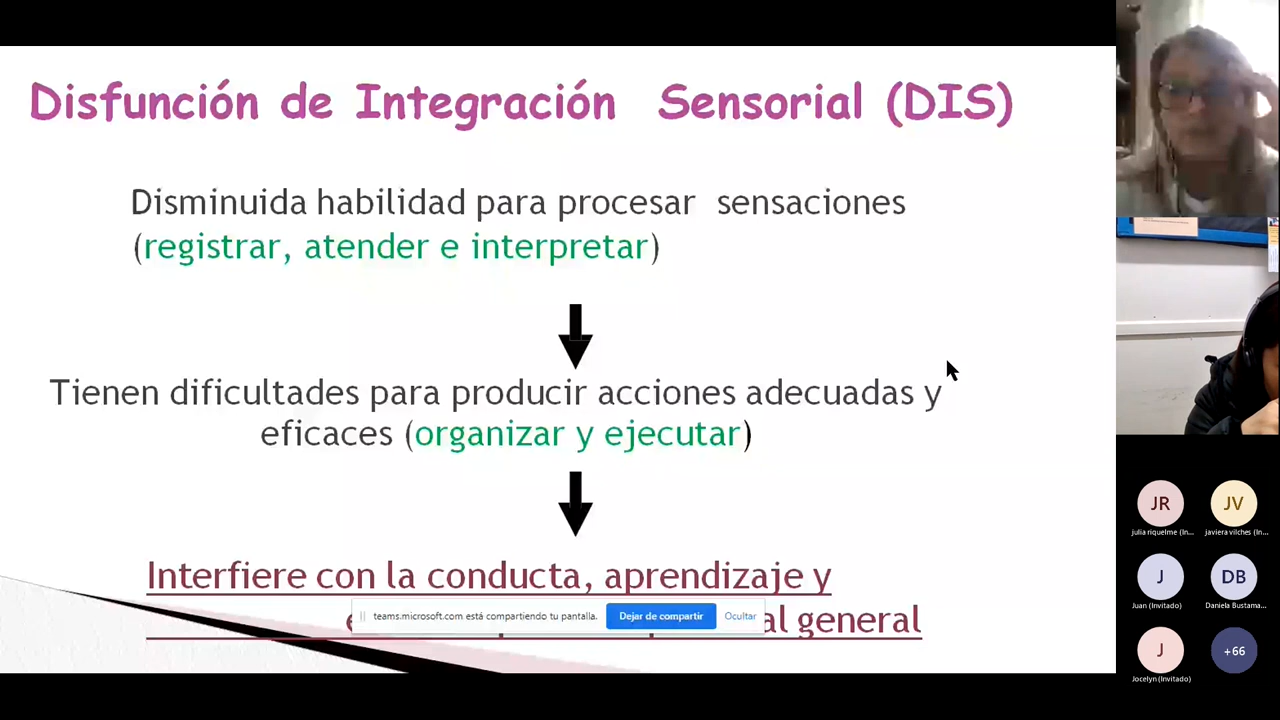 Disfunción de Integración Sensorial (DIS)
Disminuida habilidad para procesar sensaciones
(registrar, atender e interpretar)
Tienen dificultades para producir acciones adecuadas y
eficaces (organizar y ejecutar)
Interfiere con la conducta, aprendizaje y
al general
teams.microsoft.com está compartiendo tu pantalla.
Dejar de compartir
Ocultar
JR
JV
julia riquelme (In...
javiera vilches (In...
J
DB
Juan (Invitado)
Daniela Bustama...
J
+66
Jocelyn (Invitado)